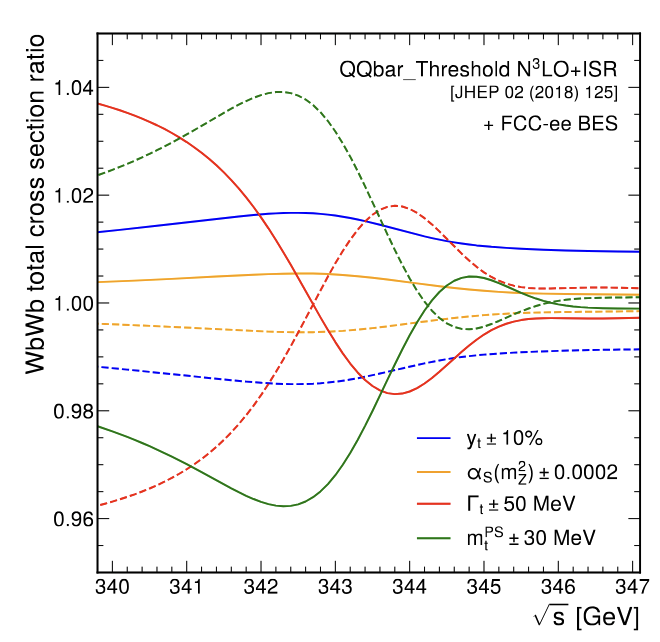 QQbar_Threshold N³LO+ISR
[JHEP 02 (2018) 125]
+ FCC-ee BES
WbWb total cross section ratio
1.04
1.02
1.00
0.98
0.96
y_t ± 10%
α_S(m_Z^2) ± 0.0002
Γ_t ± 50 MeV
m_t^PS ± 30 MeV
340 341 342 343 344 345 346 347
√s [GeV]